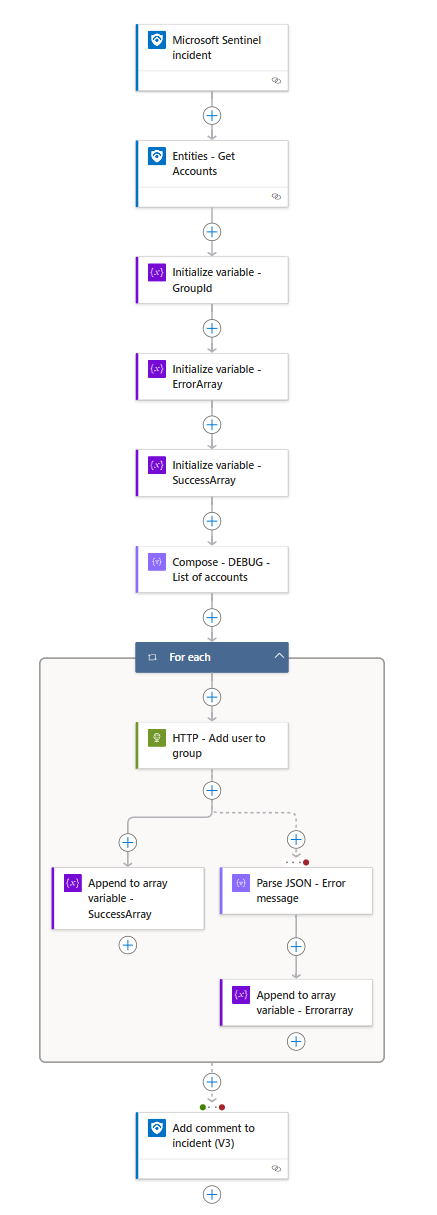 Microsoft Sentinel
incident
Entities - Get
Accounts
Initialize variable -
GroupId
Initialize variable -
ErrorArray
Initialize variable -
SuccessArray
Compose - DEBUG -
List of accounts
For each
HTTP - Add user to
group
Append to array
variable -
SuccessArray
Parse JSON - Error
message
Append to array
variable - Errorarray
Add comment to
incident (V3)